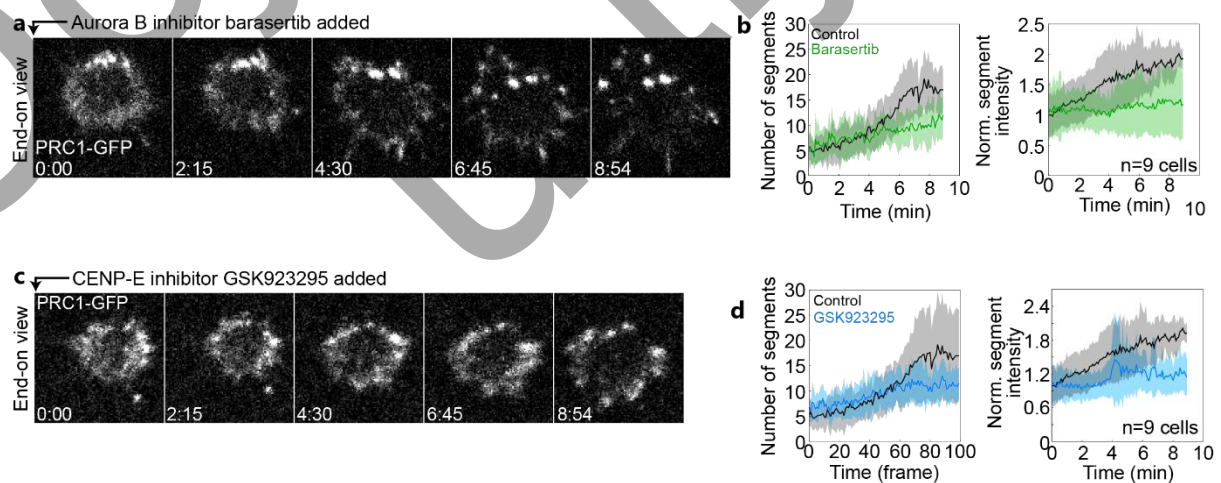 a
Aurora B inhibitor barasertib added
End-on view
PRC1-GFP
0:00
2:15
4:30
6:45
8:54
b
Number of segments
30
25
20
15
10
5
0
Control
Barasertib
0 2 4 6 8 10
Time (min)
Norm. segment
intensity
2.5
2
1.5
1
0.5
0
n=9 cells
0 2 4 6 8
10
Time (min)
c
CENP-E inhibitor GSK923295 added
End-on view
PRC1-GFP
0:00
2:15
4:30
6:45
8:54
d
Number of segments
30
25
20
15
10
5
0
Control
GSK923295
0 20 40 60 80 100
Time (frame)
Norm. segment
intensity
2.4
1.8
1.2
0.6
0
n=9 cells
0 2 4 6 8 10
Time (min)